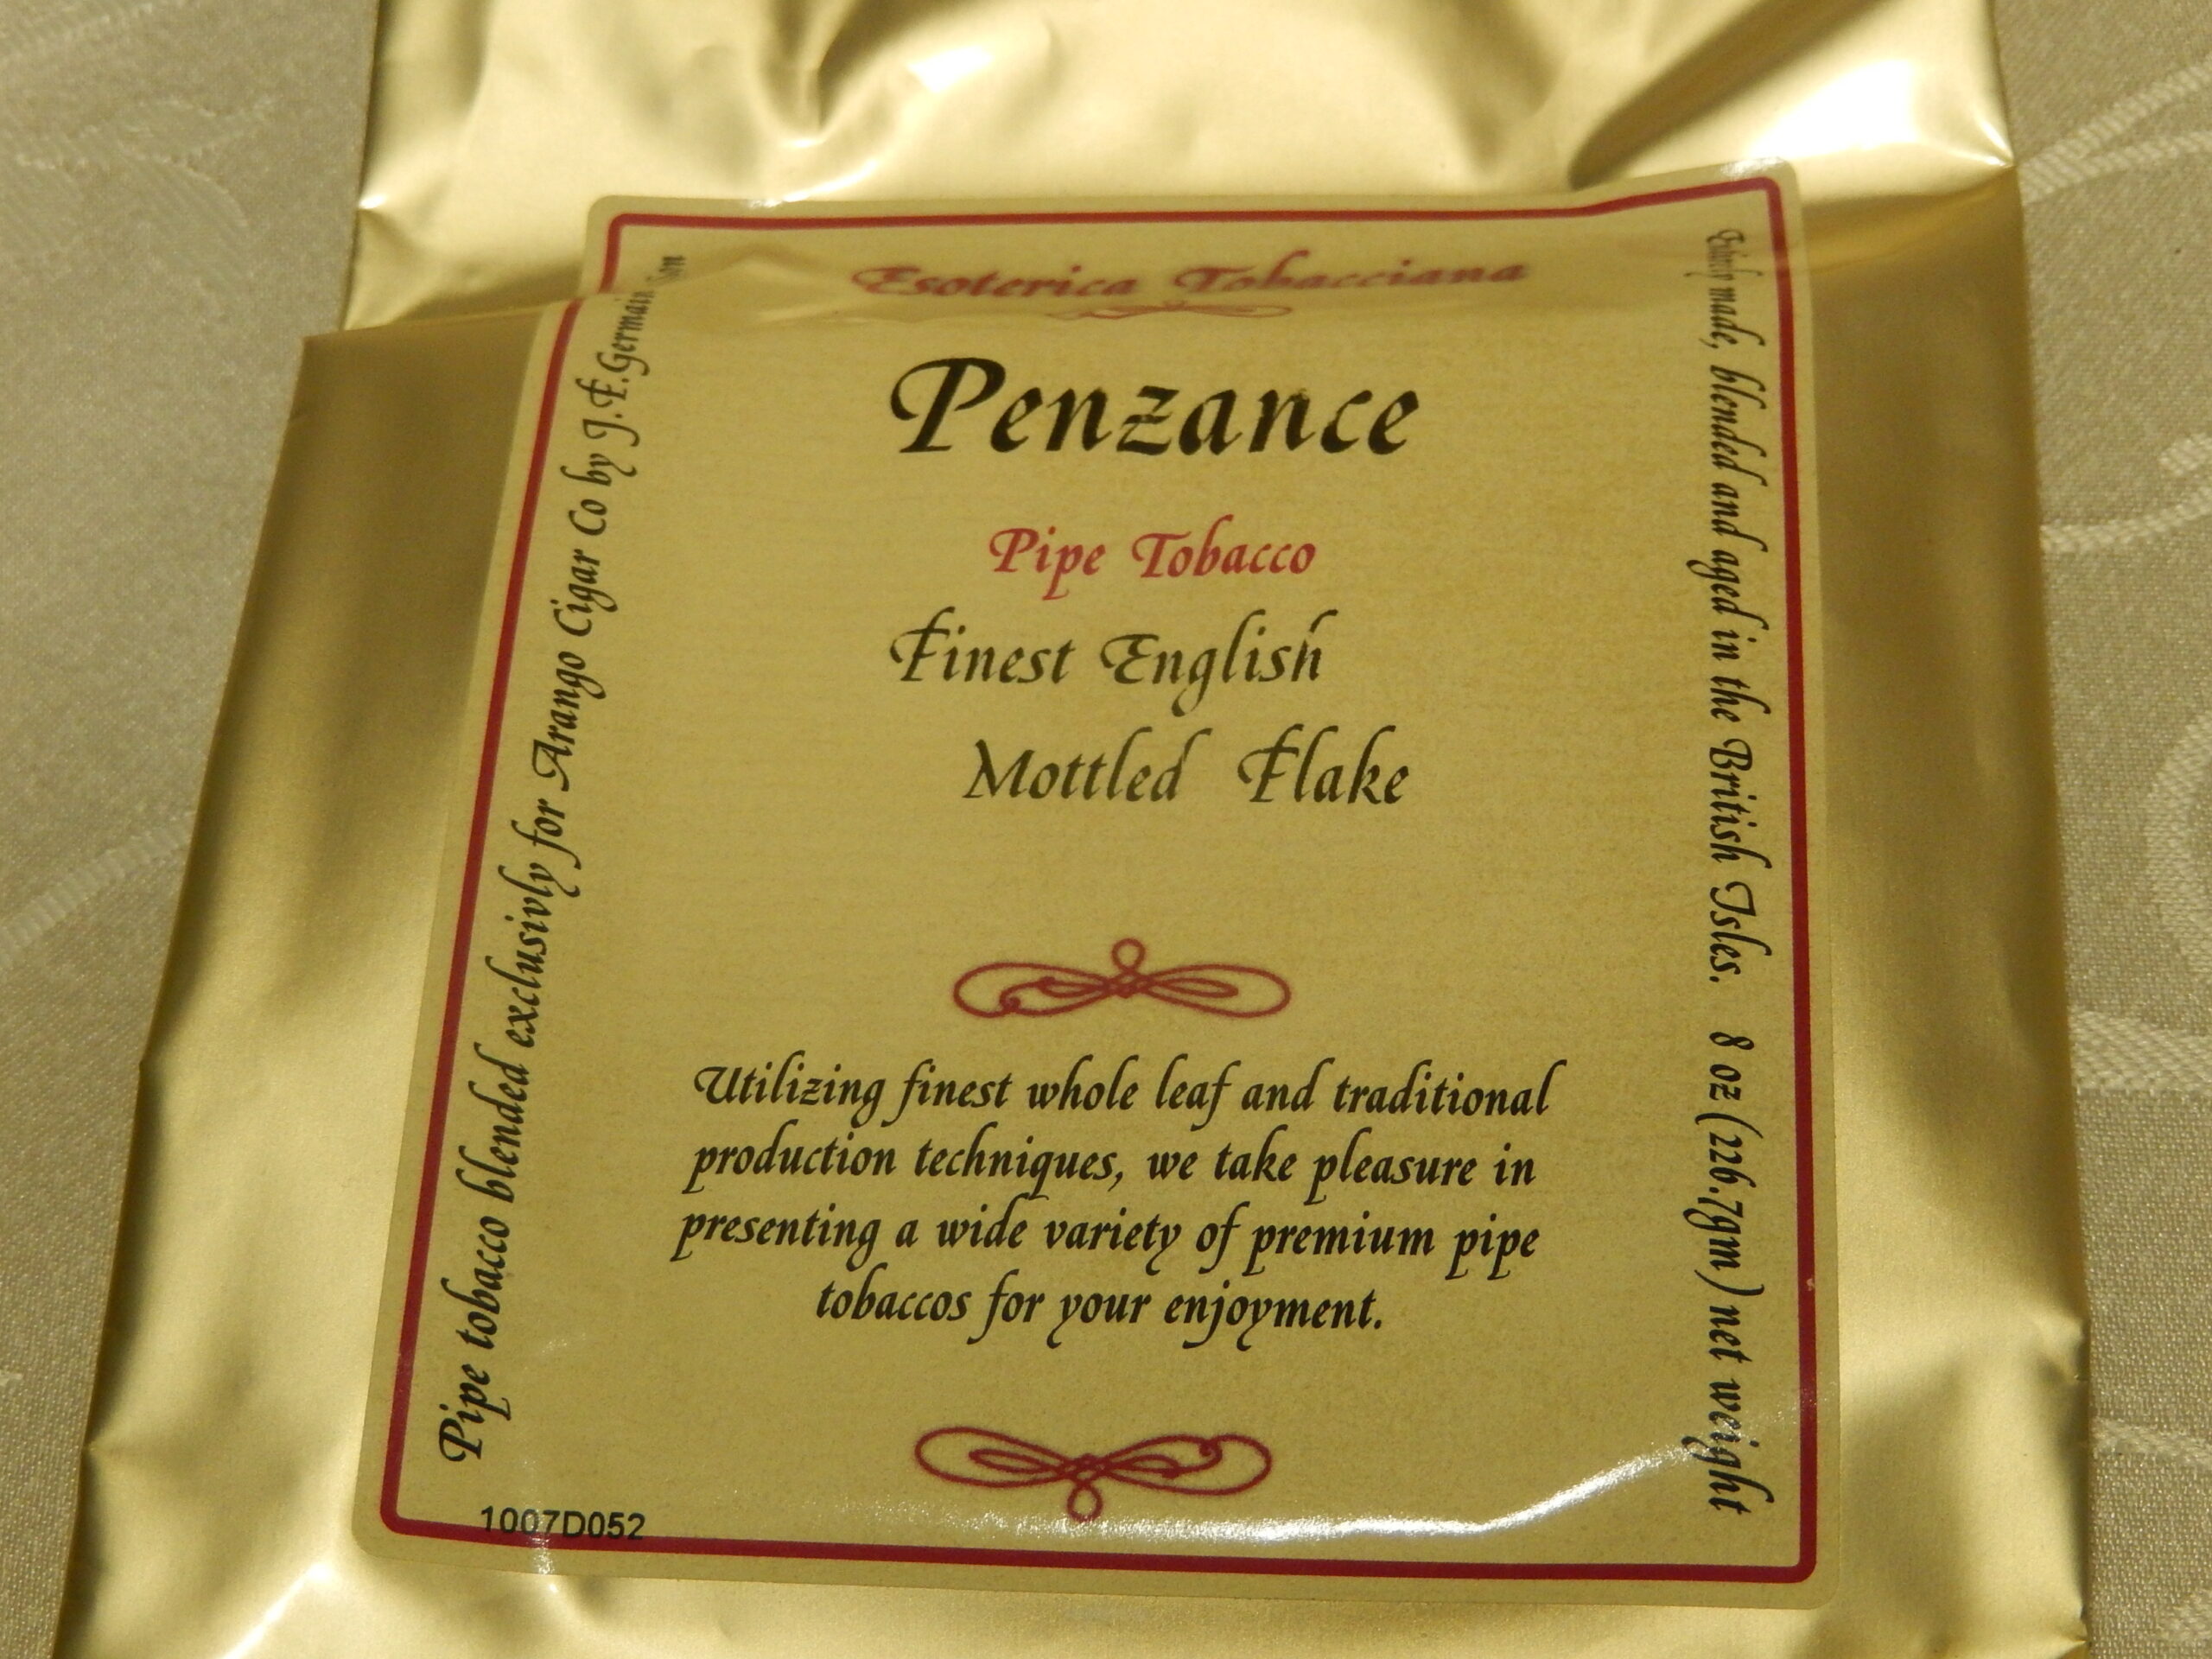 Esoterica Tobacciana
Penzance
Pipe Tobacco
Finest English
Mottled Flake
Utilizing finest whole leaf and traditional
production techniques, we take pleasure in
presenting a wide variety of premium pipe
tobaccos for your enjoyment.
Pipe tobacco blended exclusivly for Arango Cigar Co by J.F.Germain Son
made, blended and aged in the British Isles. 8 oz (226.79gm) net weight
1007D052